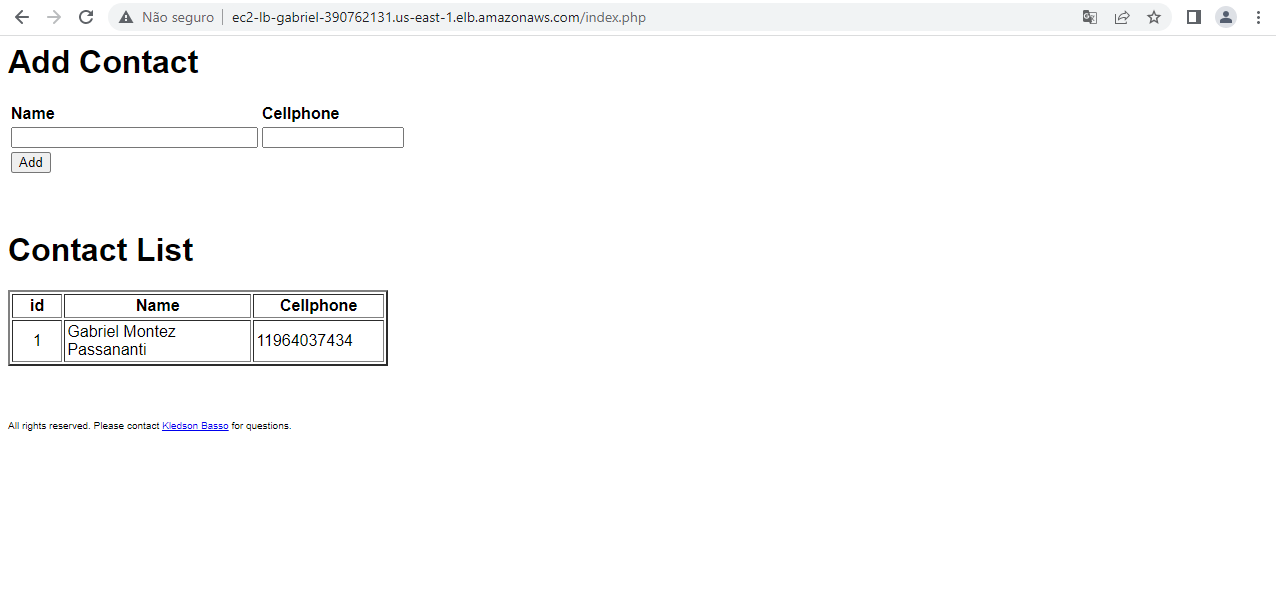 Não seguro ec2-lb-gabriel-390762131.us-east-1.elb.amazonaws.com/index.php
Add Contact
Name Cellphone
Add
Contact List
id Name Cellphone
1 Gabriel Montez
Passananti 11964037434
All rights reserved. Please contact Kledson Basso for questions.